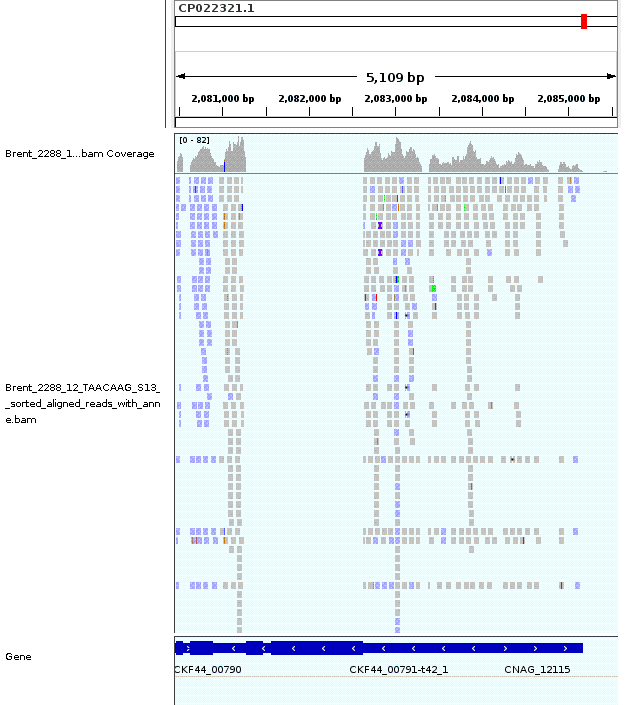 CP022321.1
5,109 bp
2,081,000 bp 2,082,000 bp 2,083,000 bp 2,084,000 bp 2,085,000 bp
[0 - 82]
Brent_2288_1...bam Coverage
Brent_2288_12_TAACAAG_S18_
_sorted_aligned_reads_with_ann
e.bam
Gene
CKF44_00790 CKF44_00791-t42_1 CNAG_12115